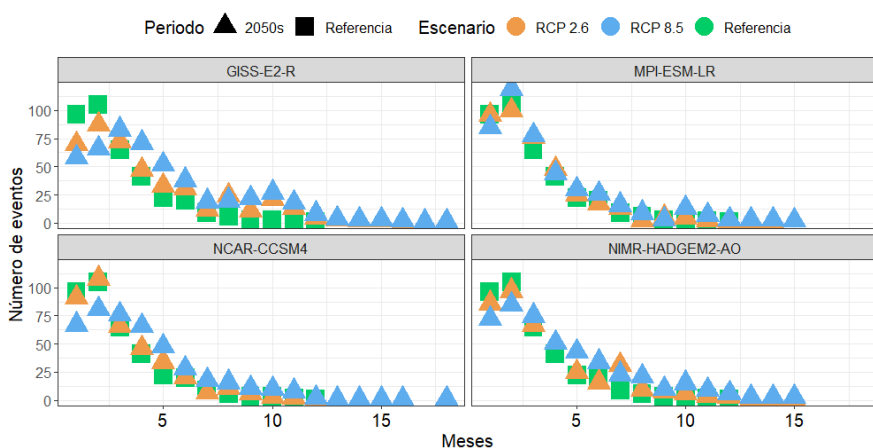 Periodo 2050s Referencia Escenario RCP 2.6 RCP 8.5 Referencia
GISS-E2-R MPI-ESM-LR
100
75
50
25
0
NCAR-CCSM4 NIMR-HADGEM2-AO
100
75
50
25
0
5 10 15 5 10 15
Meses
Número de eventos